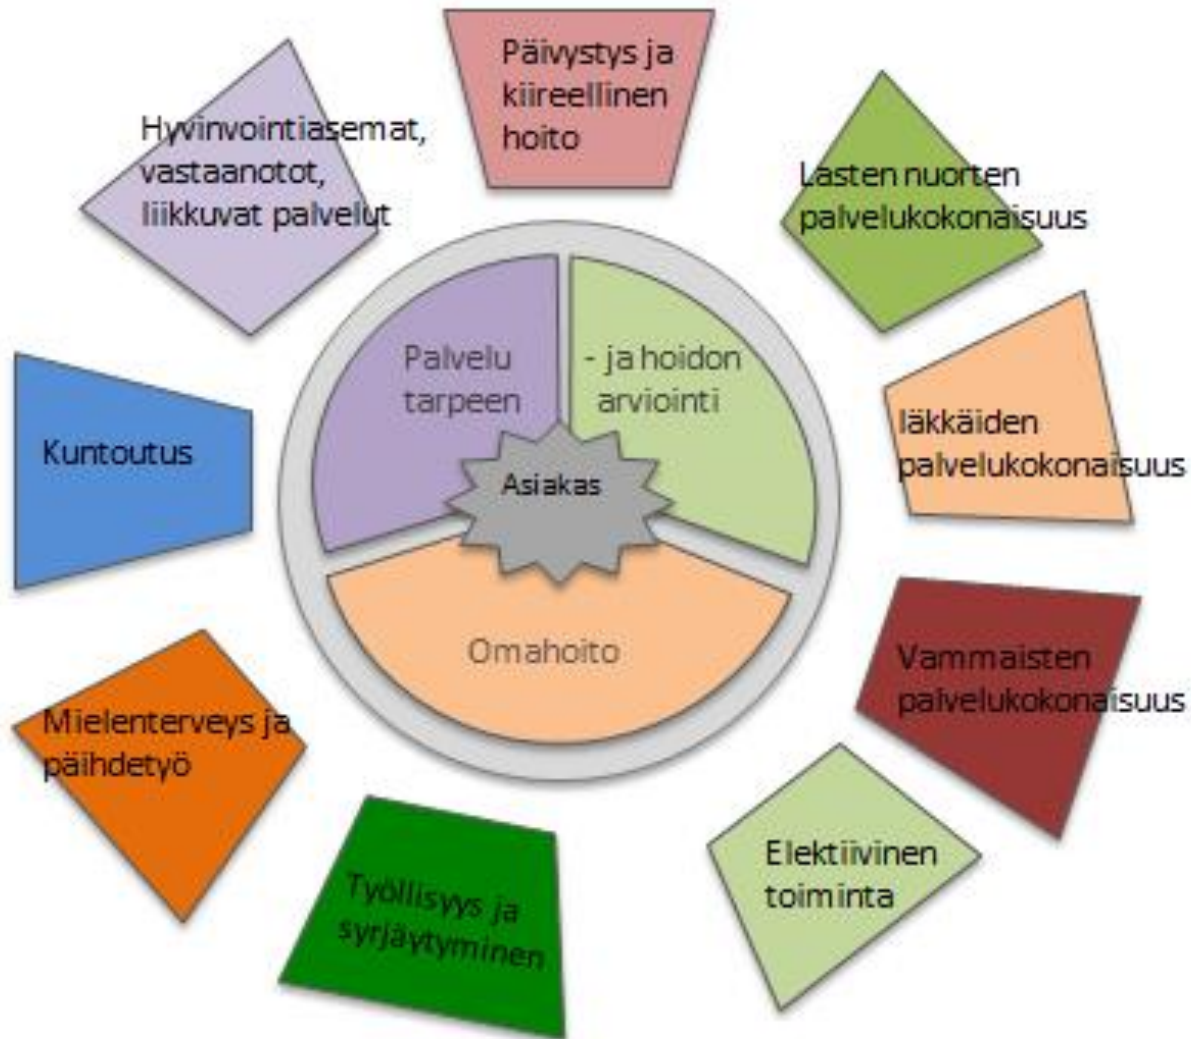 Päivystys ja
kiireellinen
hoito
Hyvinvointiasemat,
vastaanotot,
liikkuvat palvelut
Lasten nuorten
palvelukokonaisuus
Palvelu
tarpeen
- ja hoidon
arviointi
Iäkkäiden
palvelukokonaisuus
Kuntoutus
Asiakas
Omahoito
Vammaisten
palvelukokonaisuus
Mielenterveys ja
päihdetyö
Elektiivinen
toiminta
Työllisyys ja
syrjäytyminen